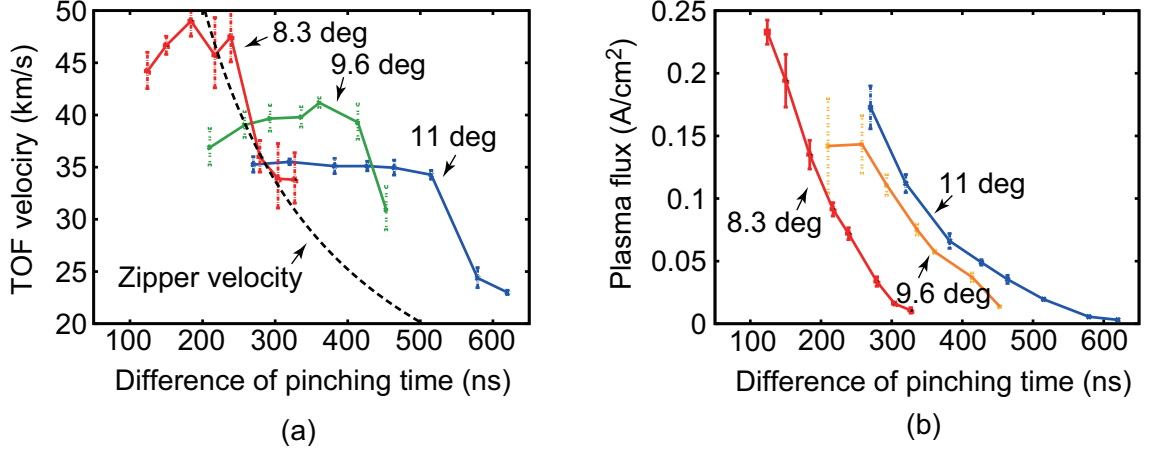 50
45
40
35
30
25
20
TOF velociry (km/s)
8.3 deg
9.6 deg
11 deg
Zipper velocity
100 200 300 400 500 600
Difference of pinching time (ns)
(a)
0.25
0.2
0.15
0.1
0.05
0
Plasma flux (A/cm²)
11 deg
8.3 deg
9.6 deg
100 200 300 400 500 600
Difference of pinching time (ns)
(b)